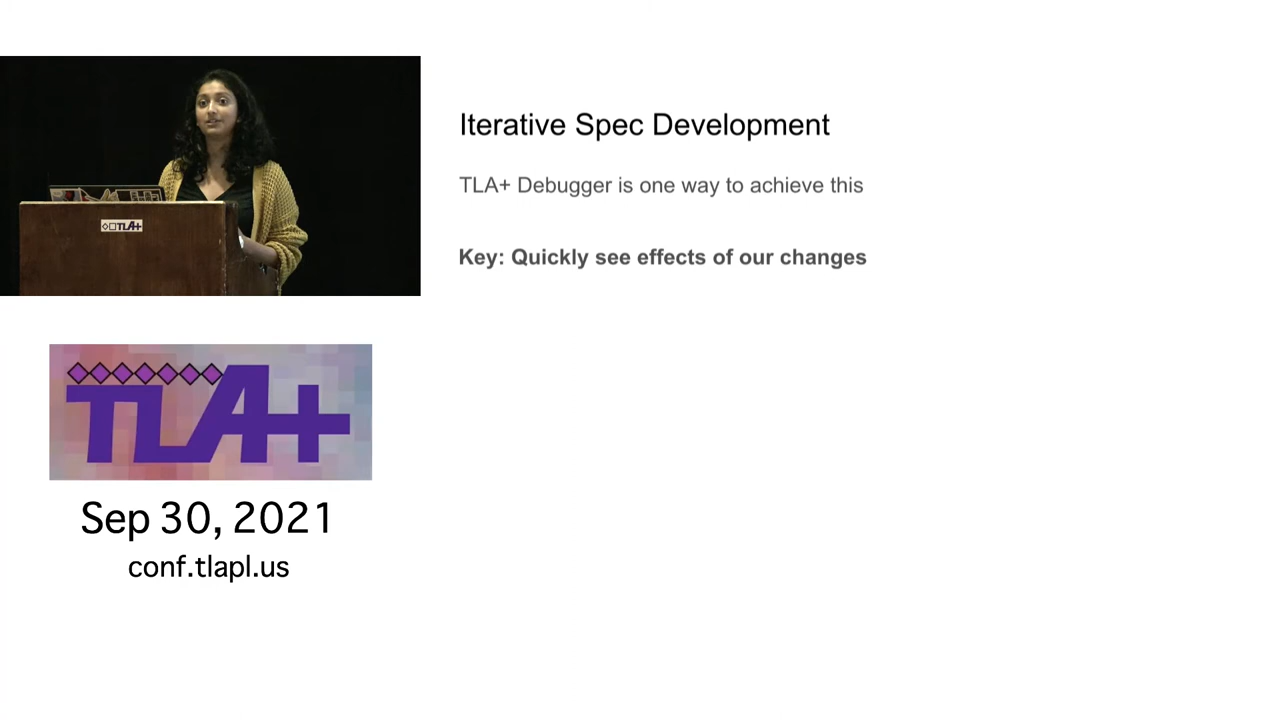 Iterative Spec Development
TLA+ Debugger is one way to achieve this
Key: Quickly see effects of our changes
TLA+
TLA+
Sep 30, 2021
conf.tlapl.us